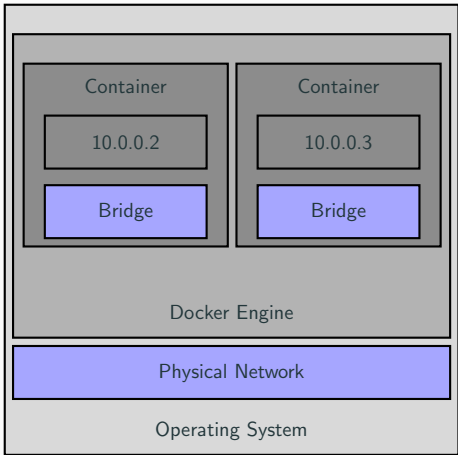 Container
Container
10.0.0.2
10.0.0.3
Bridge
Bridge
Docker Engine
Physical Network
Operating System